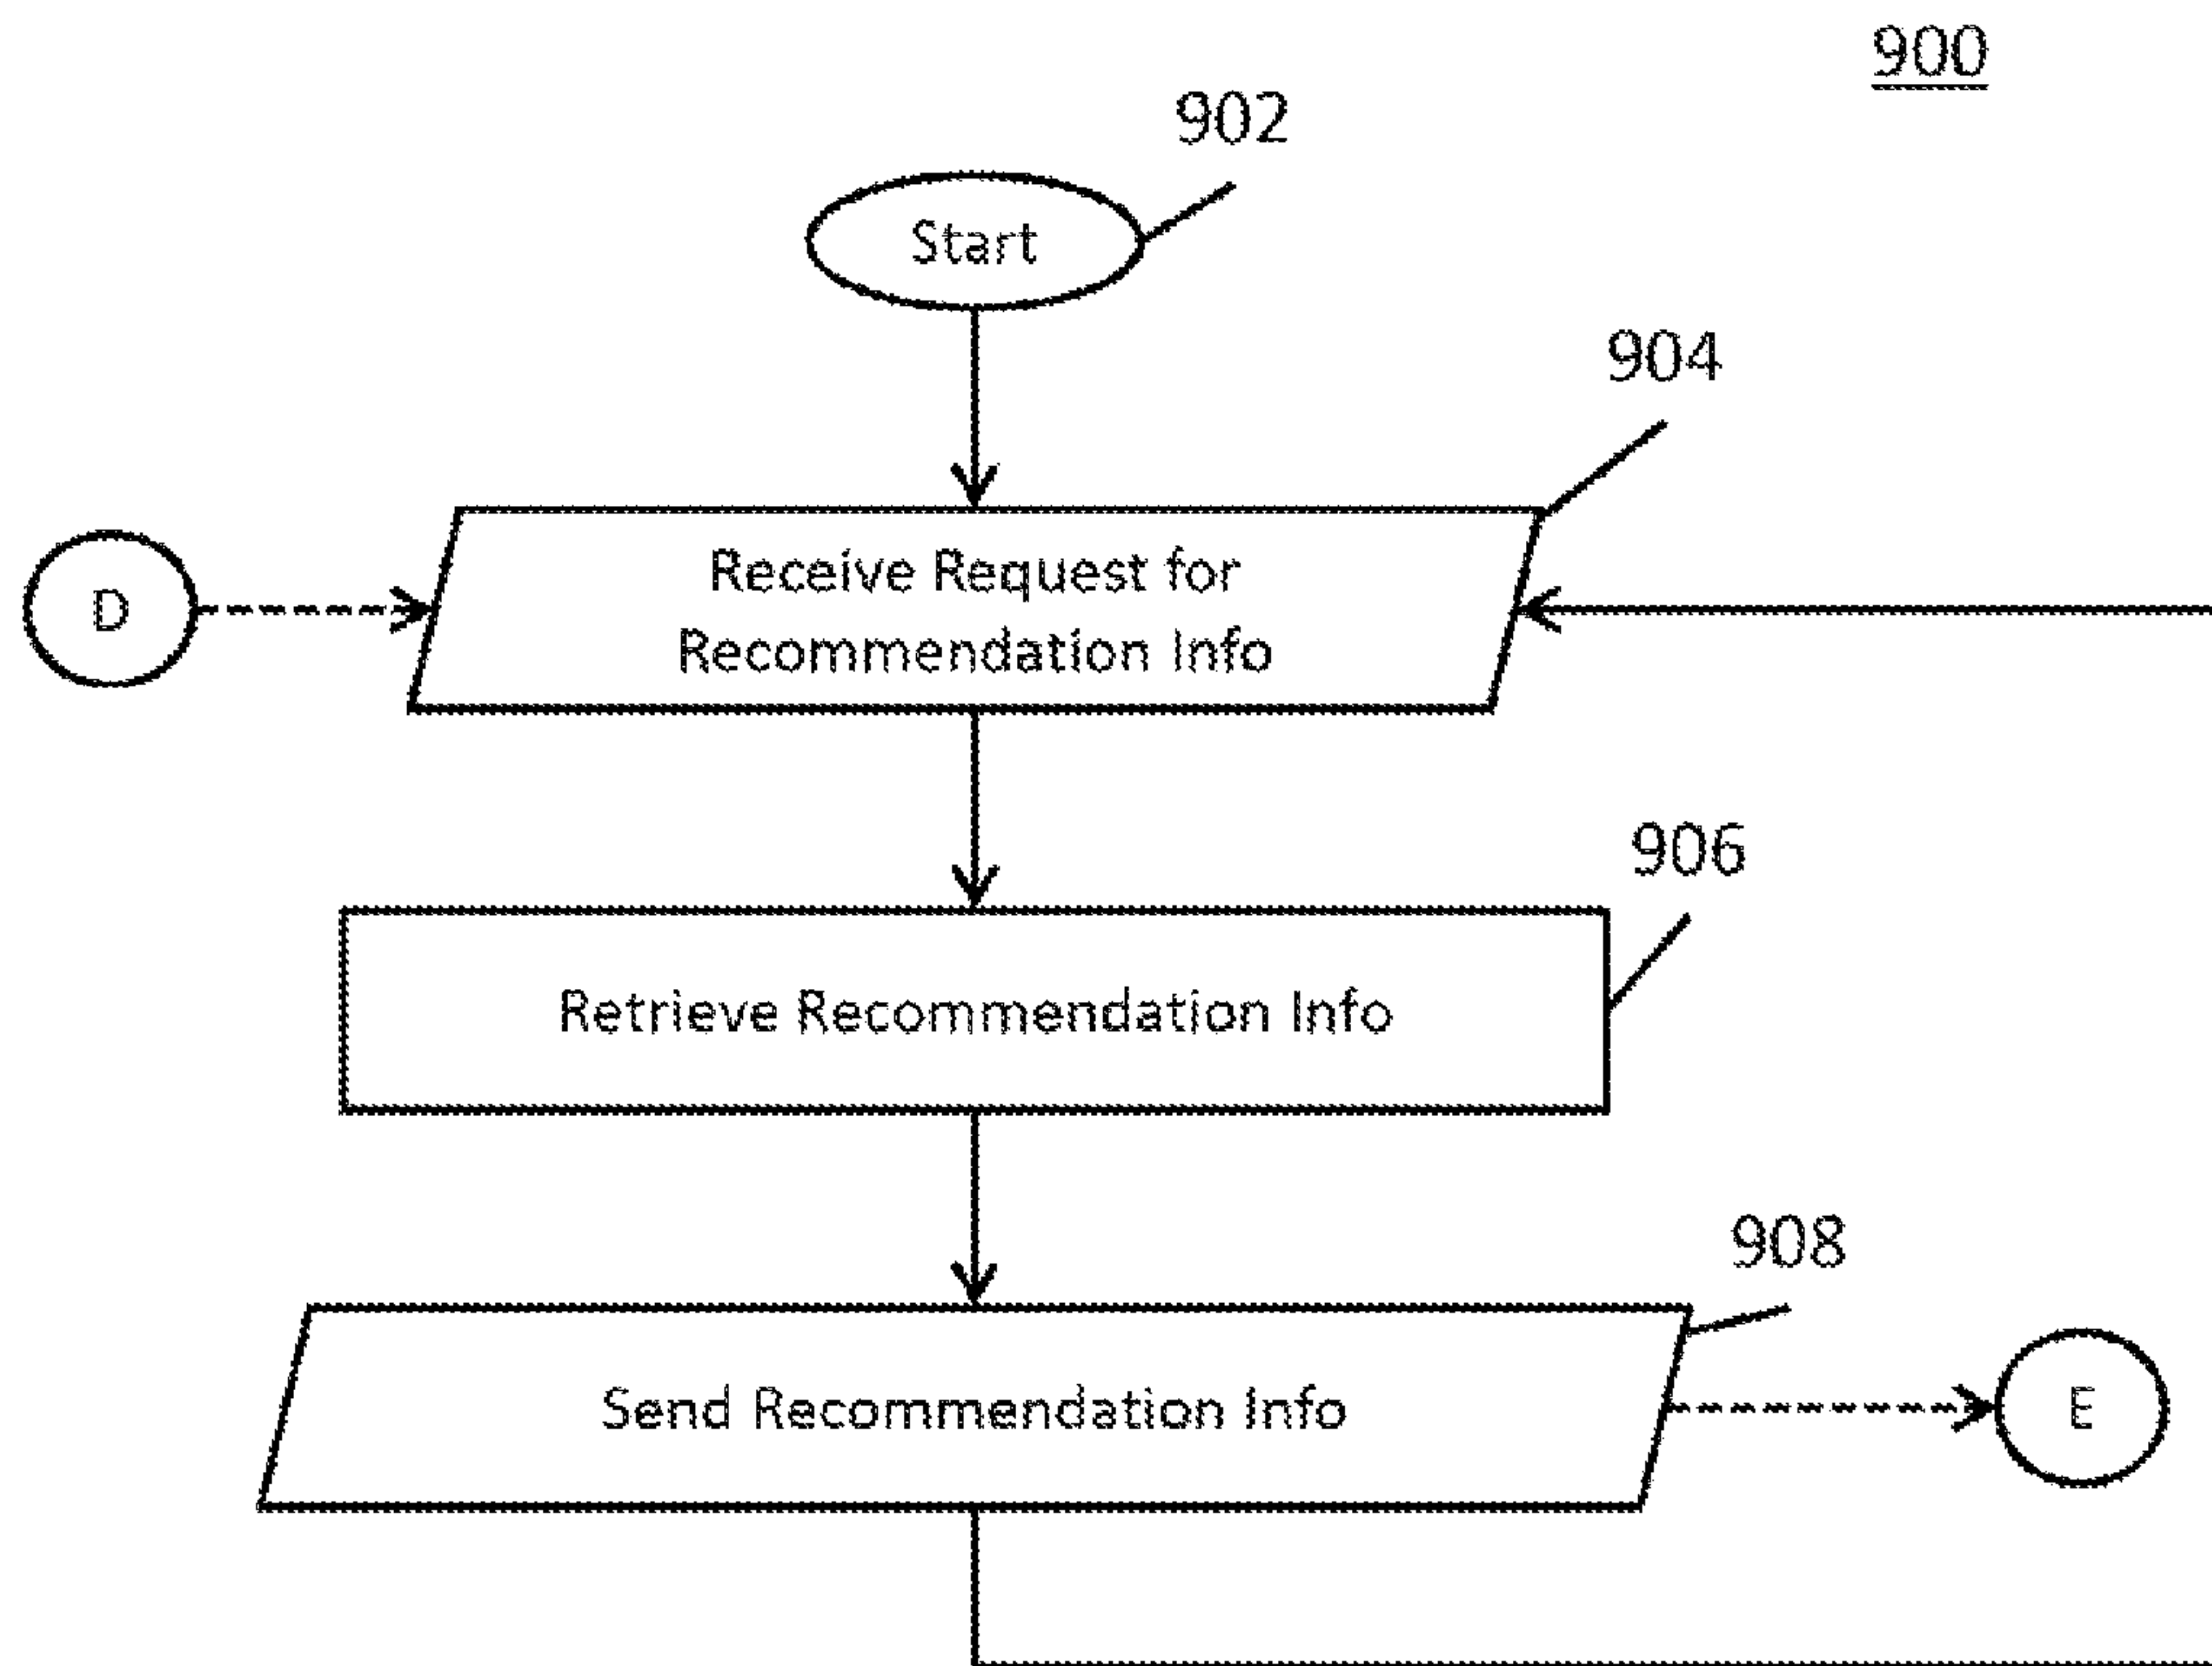 900
902
Start
904
D
Receive Request for
Recommendation Info
906
Retrieve Recommendation Info
908
Send Recommendation Info
E